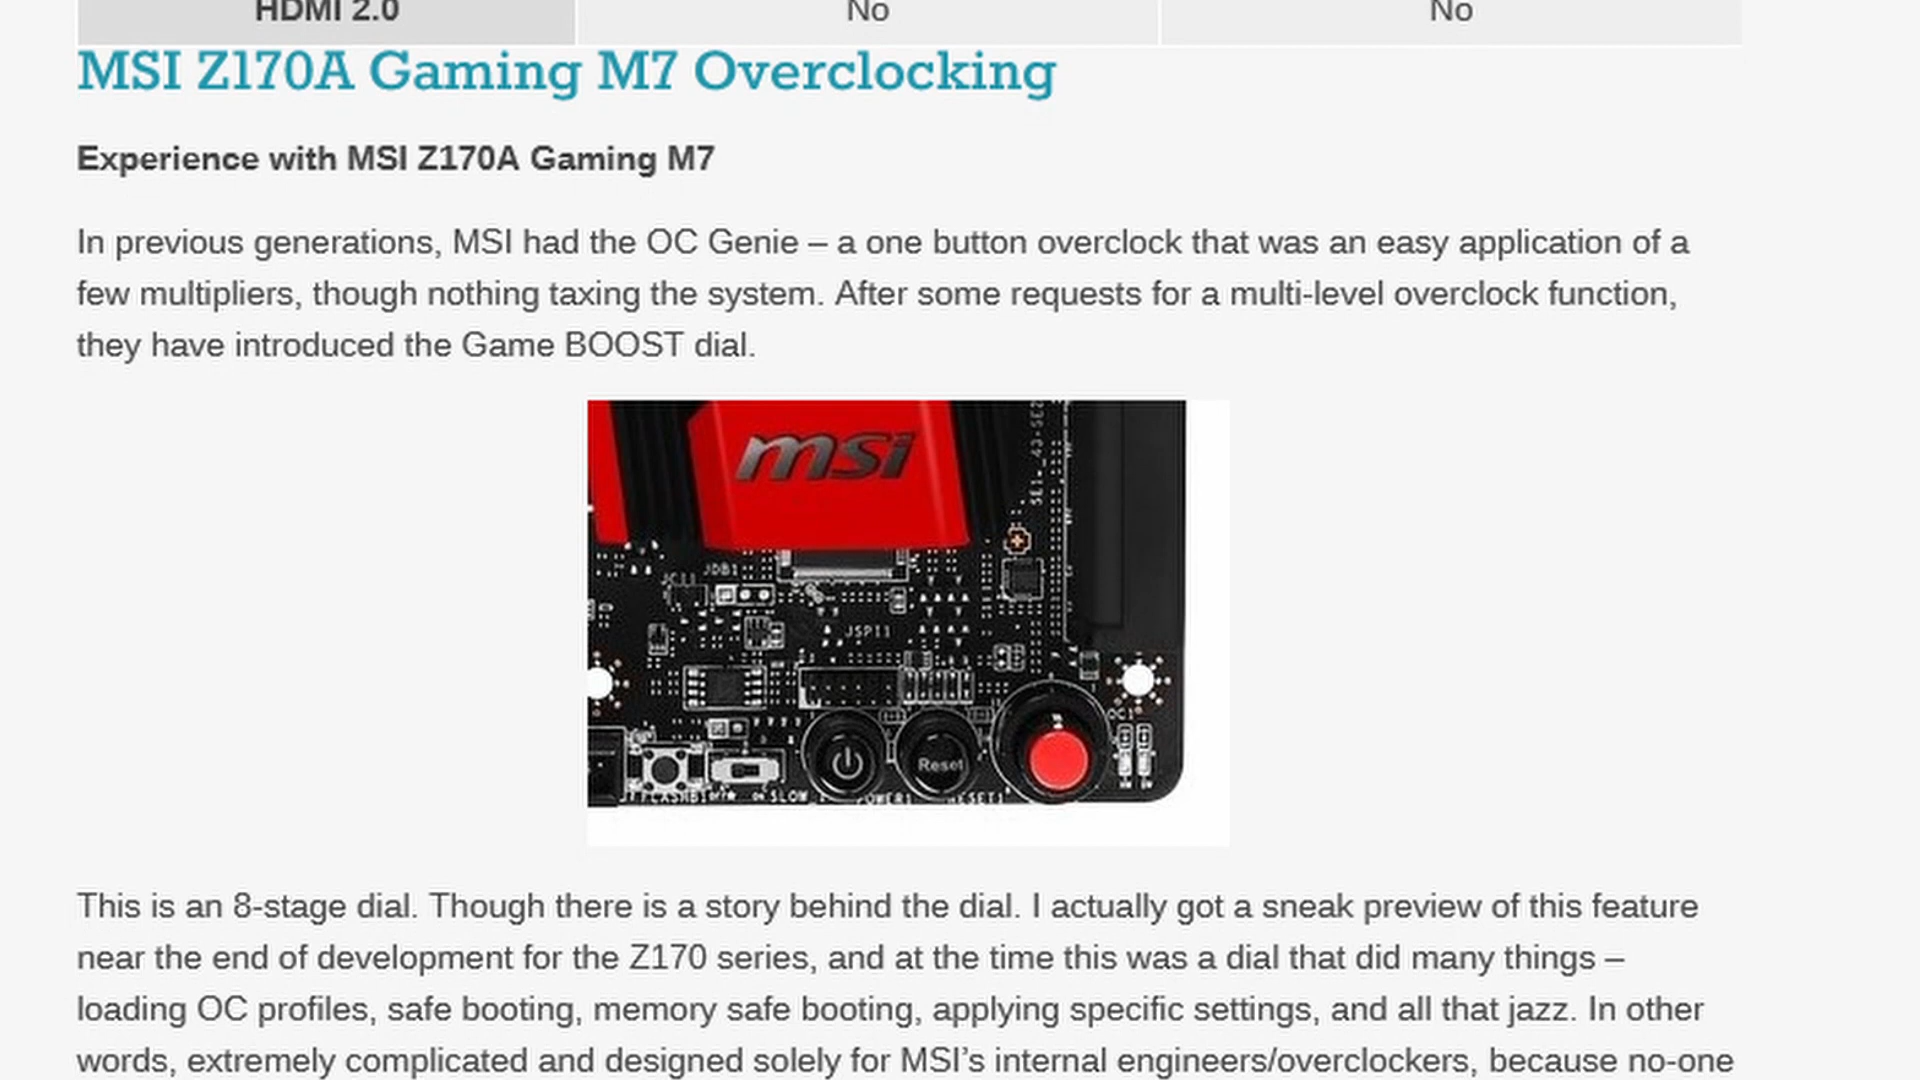 HDMI 2.0 No No
MSI Z170A Gaming M7 Overclocking
Experience with MSI Z170A Gaming M7
In previous generations, MSI had the OC Genie – a one button overclock that was an easy application of a
few multipliers, though nothing taxing the system. After some requests for a multi-level overclock function,
they have introduced the Game BOOST dial.
msi
JDB1
JSPI1
OC1
Reset
SLOW
This is an 8-stage dial. Though there is a story behind the dial. I actually got a sneak preview of this feature
near the end of development for the Z170 series, and at the time this was a dial that did many things –
loading OC profiles, safe booting, memory safe booting, applying specific settings, and all that jazz. In other
words, extremely complicated and designed solely for MSI’s internal engineers/overclockers, because no-one